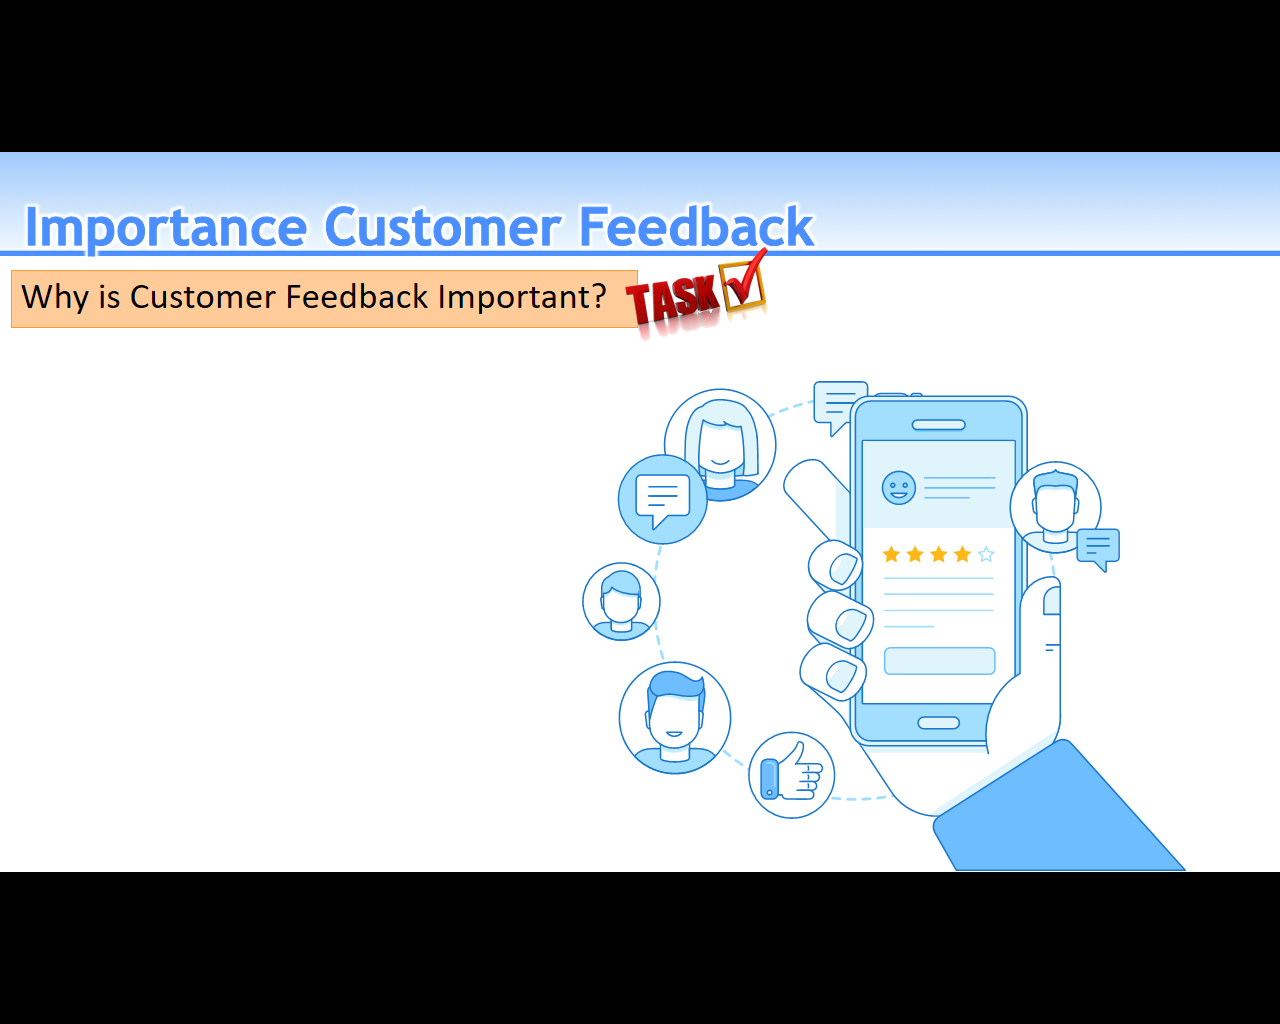 Importance Customer Feedback
Why is Customer Feedback Important?
TASK